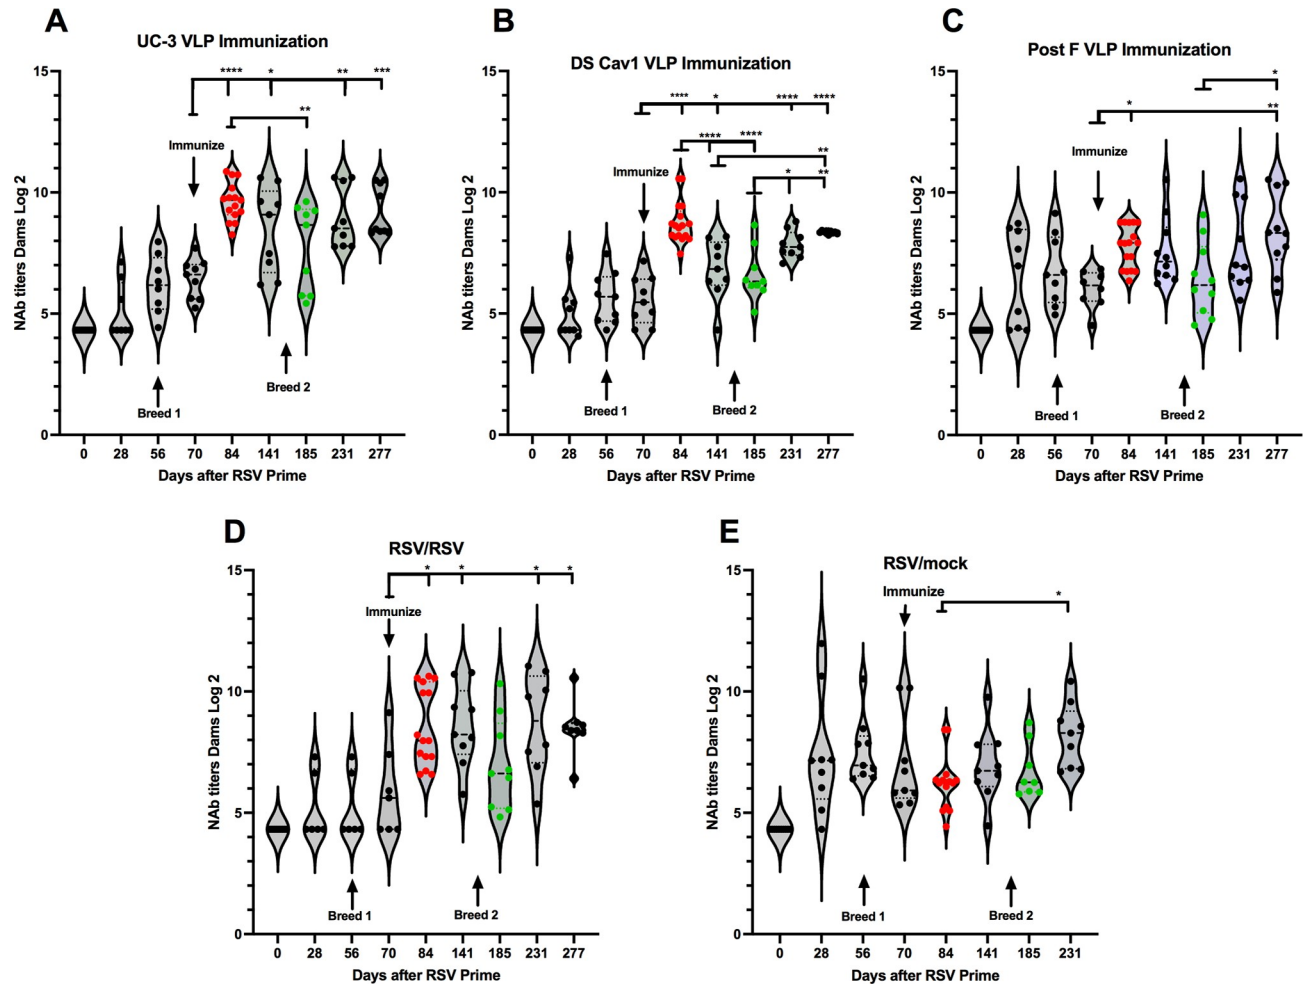 A
UC-3 VLP Immunization
NAb titers Dams Log 2
15
10
5
0
**** * ** ***
**
Immunize
Breed 1
Breed 2
0 28 56 70 84 141 185 231 277
Days after RSV Prime
B
DS Cav1 VLP Immunization
NAb titers Dams Log 2
15
10
5
0
**** * **** ****
**** ****
**
* **
Immunize
Breed 1
Breed 2
0 28 56 70 84 141 185 231 277
Days after RSV Prime
C
Post F VLP Immunization
NAb titers Dams Log 2
15
10
5
0
*
* **
Immunize
Breed 1
Breed 2
0 28 56 70 84 141 185 231 277
Days after RSV Prime
D
RSV/RSV
NAb titers Dams Log 2
15
10
5
0
* * * *
Immunize
Breed 1
Breed 2
0 28 56 70 84 141 185 231 277
Days after RSV Prime
E
RSV/mock
NAb titers Dams Log 2
15
10
5
0
Immunize
*
Breed 1
Breed 2
0 28 56 70 84 141 185 231
Days after RSV Prime